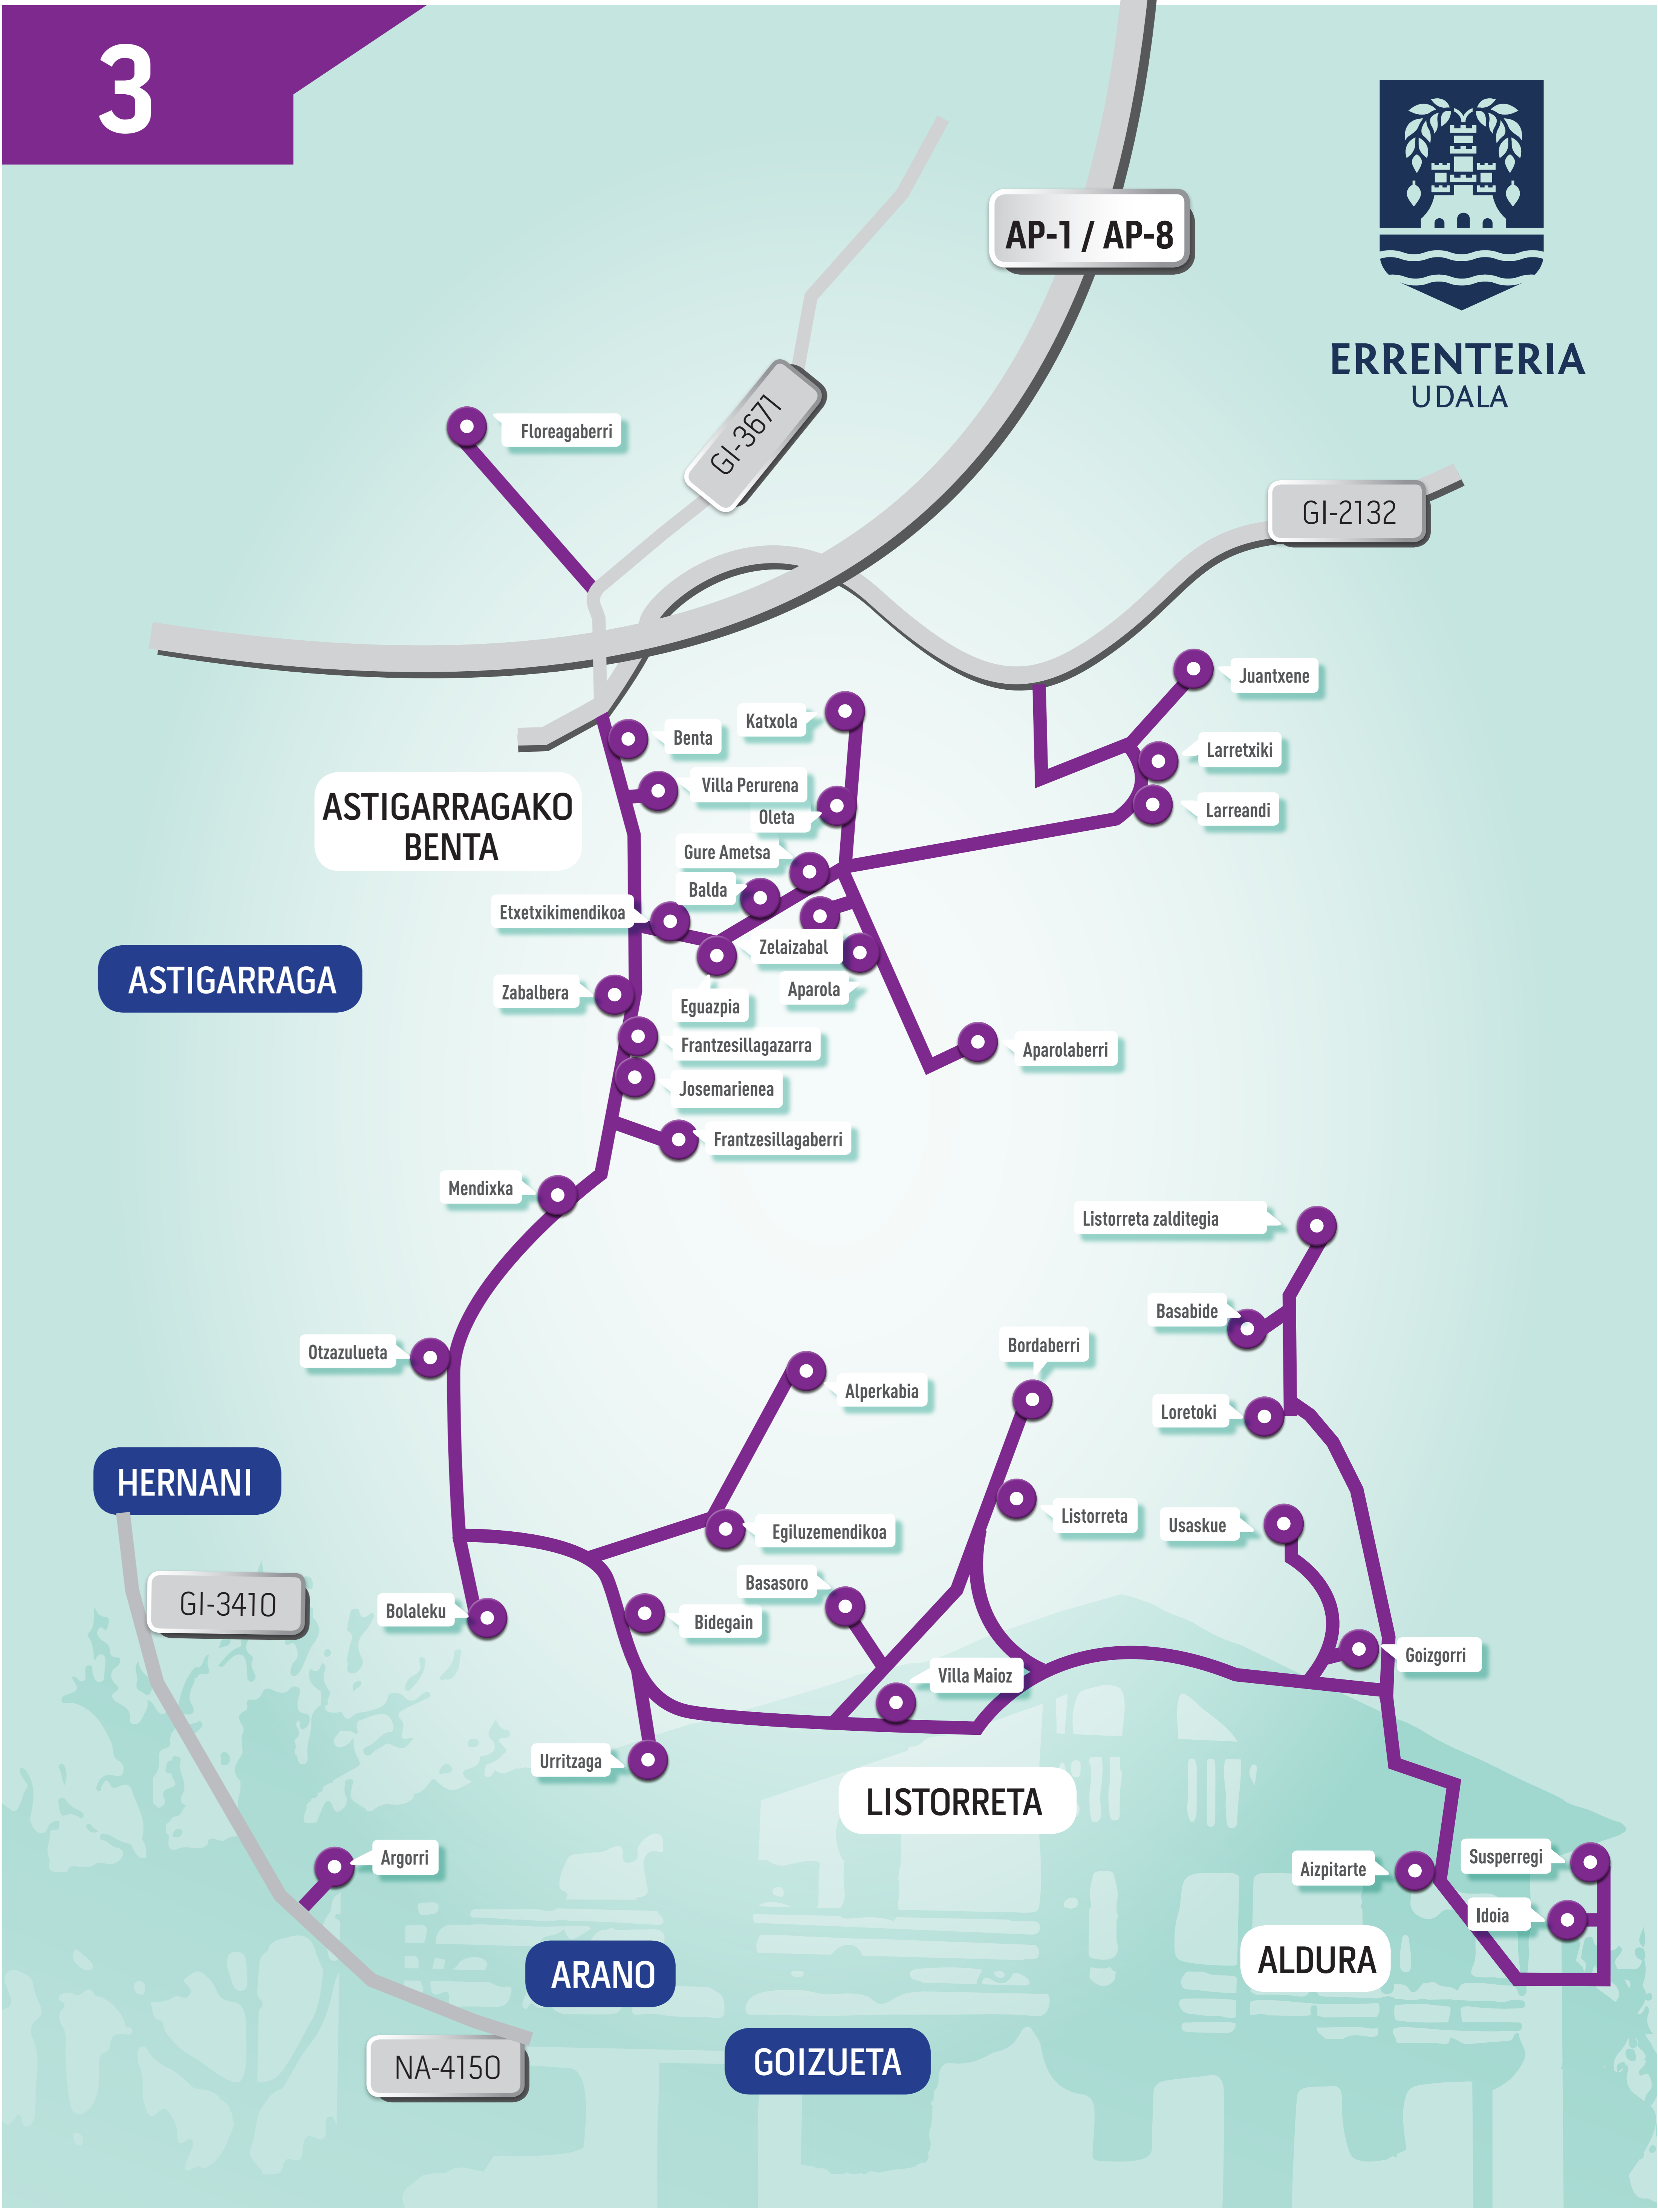 3
AP-1 / AP-8
ERRENTERIA
UDALA
GI-3671
Floreagaberri
GI-2132
Juantxene
Katxola
Benta
Larretxiki
Villa Perurena
ASTIGARRAGAKO
BENTA
Oleta
Larreandi
Gure Ametsa
Balda
Etxetxikimendikoa
Zelaizabal
ASTIGARRAGA
Zabalbera
Eguazpia
Aparola
Frantzesillagazarra
Aparolaberri
Josemarienea
Frantzesillagaberri
Mendixka
Listorreta zalditegia
Basabide
Otzazulueta
Bordaberri
Alperkabia
Loretoki
HERNANI
Listorreta
Usaskue
Egiluzemendikoa
Basasoro
GI-3410
Bolaleku
Bidegain
Goizgorri
Villa Maioz
Urritzaga
LISTORRETA
Argorri
Aizpitarte
Susperregi
Idoia
ARANO
ALDURA
GOIZUETA
NA-4150